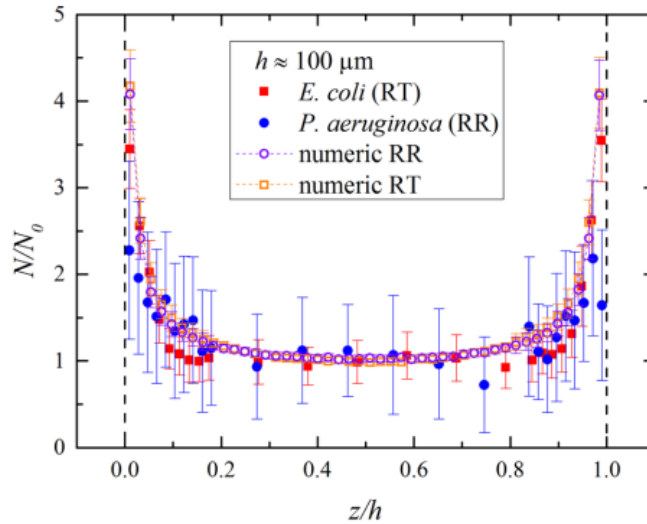 5
4
3
2
1
0
N/N₀
h ≈ 100 μm
E. coli (RT)
P. aeruginosa (RR)
numeric RR
numeric RT
0.0 0.2 0.4 0.6 0.8 1.0
z/h